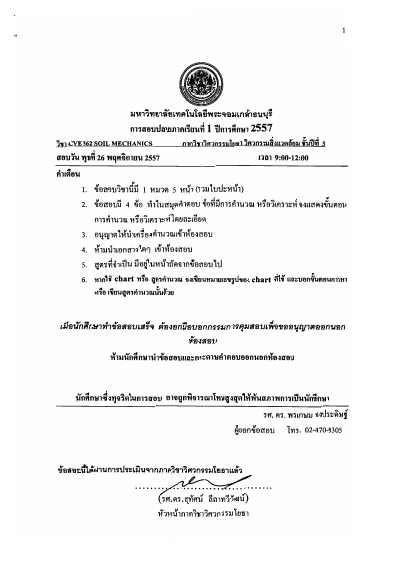 1
มหาวิทยาลัยเทคโนโลยีพระจอมเกล้าธนบุรี
การสอบปลายภาคเรียนที่ 1 ปีการศึกษา 2557
วิชา CVE362 SOIL MECHANICS ภาควิชาวิศวกรรมโยธา วิศวกรรมสิ่งแวดล้อม ชั้นปีที่ 3
สอบวัน พุธที่ 26 พฤศจิกายน 2557 เวลา 9:00-12:00
คำเตือน
1. ข้อสอบวิชานี้มี 1 หมวด 5 หน้า (รวมใบปะหน้า)
2. ข้อสอบมี 4 ข้อ ทำในสมุดคำตอบ ข้อที่มีการคำนวณ หรือวิเคราะห์ จงแสดงขั้นตอน
การคำนวณ หรือวิเคราะห์โดยละเอียด
3. อนุญาตให้นำเครื่องคำนวณเข้าห้องสอบ
4. ห้ามนำเอกสารใดๆ เข้าห้องสอบ
5. สูตรที่จำเป็น มีอยู่ในหน้าถัดจากข้อสอบไป
6. หากใช้ chart หรือ สูตรคำนวณ จงเขียนหมายเลขรูปของ chart ที่ใช้ และบอกขั้นตอนการหา
หรือ เขียนสูตรคำนวณนั้นด้วย
เมื่อนักศึกษาทำข้อสอบเสร็จ ต้องยกมือบอกกรรมการคุมสอบเพื่อขออนุญาตออกนอก
ห้องสอบ
ห้ามนักศึกษานำข้อสอบและกระดาษคำตอบออกนอกห้องสอบ
นักศึกษาซึ่งทุจริตในการสอบ อาจถูกพิจารณาโทษสูงสุดให้พ้นสภาพการเป็นนักศึกษา
รศ. ดร. พรเกษม จงประดิษฐ์
ผู้ออกข้อสอบ โทร. 02-470-9305
ข้อสอบนี้ได้ผ่านการประเมินจากภาควิชาวิศวกรรมโยธาแล้ว
(รศ.ดร.สุทัศน์ ลีลาทวีวัฒน์)
หัวหน้าภาควิชาวิศวกรรมโยธา